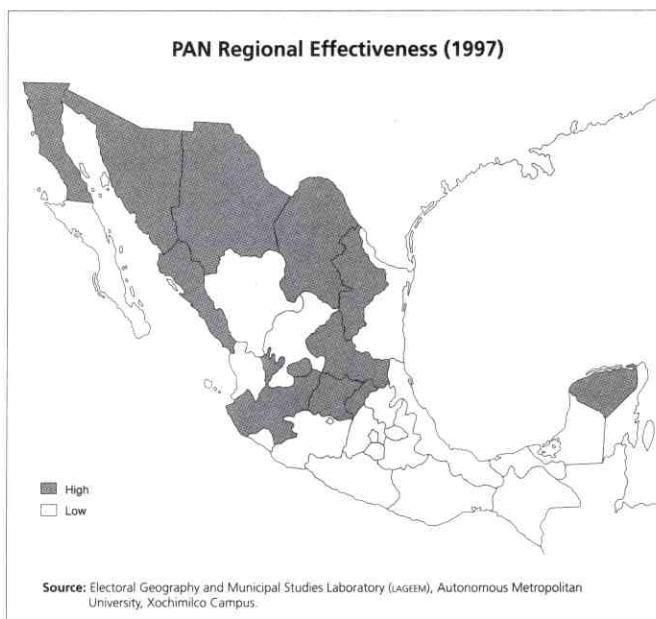 PAN Regional Effectiveness (1997)
High
Low
Source: Electoral Geography and Municipal Studies Laboratory (LAGEEM), Autonomous Metropolitan
University, Xochimilco Campus.